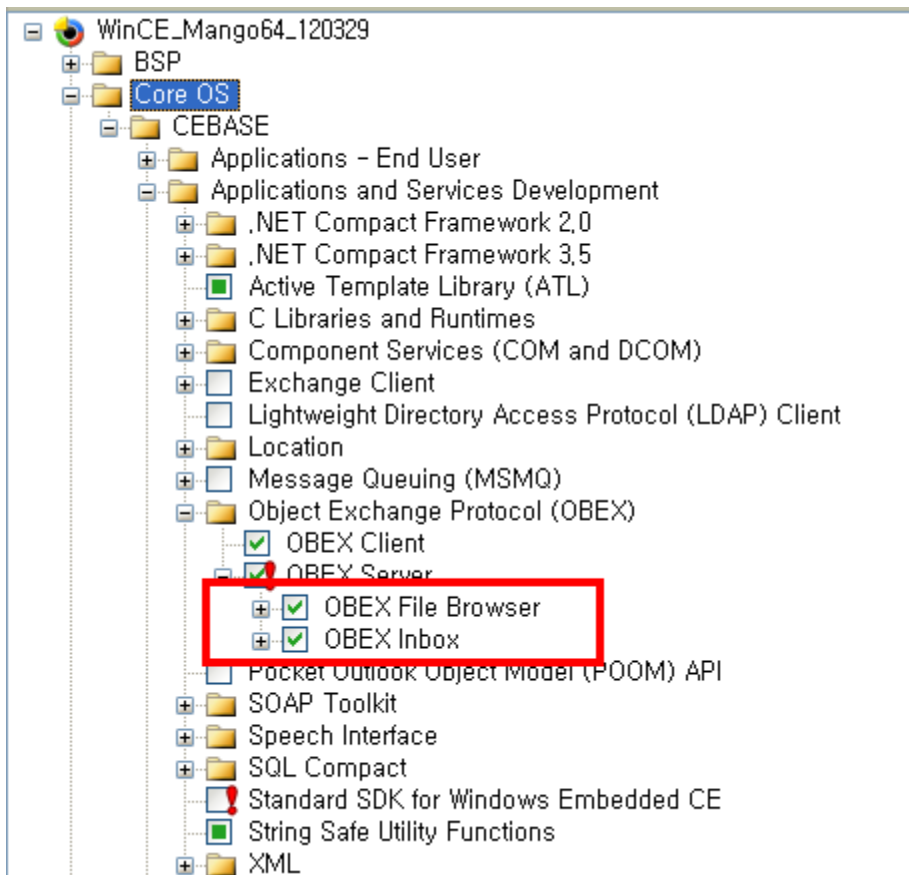 WinCE_Mango64_120329
BSP
Core OS
CEBASE
Applications - End User
Applications and Services Development
.NET Compact Framework 2.0
.NET Compact Framework 3.5
Active Template Library (ATL)
C Libraries and Runtimes
Component Services (COM and DCOM)
Exchange Client
Lightweight Directory Access Protocol (LDAP) Client
Location
Message Queuing (MSMQ)
Object Exchange Protocol (OBEX)
OBEX Client
OBEX Server
OBEX File Browser
OBEX Inbox
Pocket Outlook Object Model (POOM) API
SOAP Toolkit
Speech Interface
SQL Compact
Standard SDK for Windows Embedded CE
String Safe Utility Functions
XML